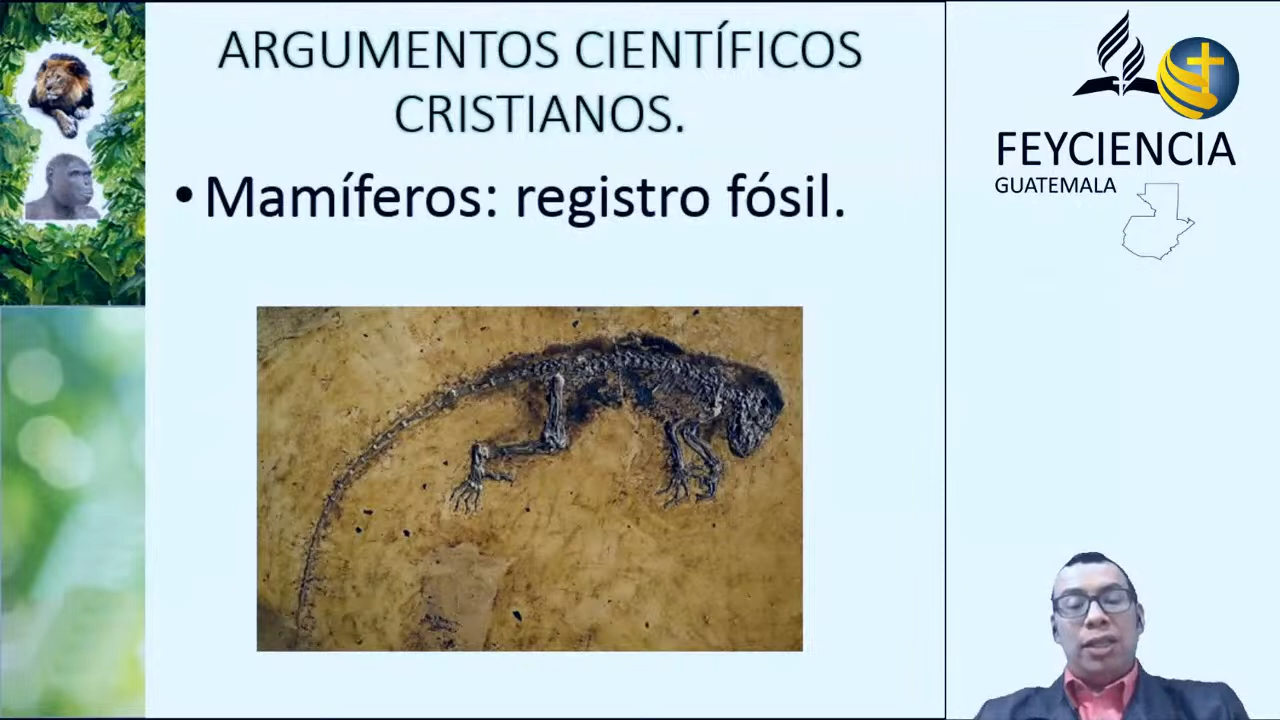 ARGUMENTOS CIENTÍFICOS
CRISTIANOS.
• Mamíferos: registro fósil.
FEYCIENCIA
GUATEMALA